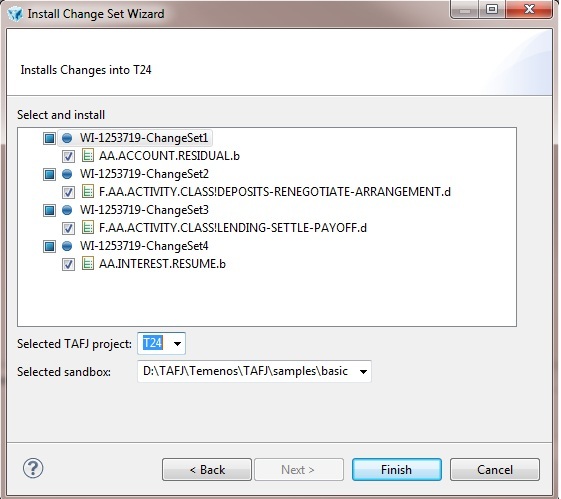 Install Change Set Wizard
Installs Changes into T24
Select and install
WI-1253719-ChangeSet1
AA.ACCOUNT.RESIDUAL.b
WI-1253719-ChangeSet2
F.AA.ACTIVITY.CLASS!DEPOSITS-RENEGOTIATE-ARRANGEMENT.d
WI-1253719-ChangeSet3
F.AA.ACTIVITY.CLASS!LENDING-SETTLE-PAYOFF.d
WI-1253719-ChangeSet4
AA.INTEREST.RESUME.b
Selected TAFJ project: T24
Selected sandbox: D:\TAFJ\Temenos\TAFJ\samples\basic
? < Back Next > Finish Cancel